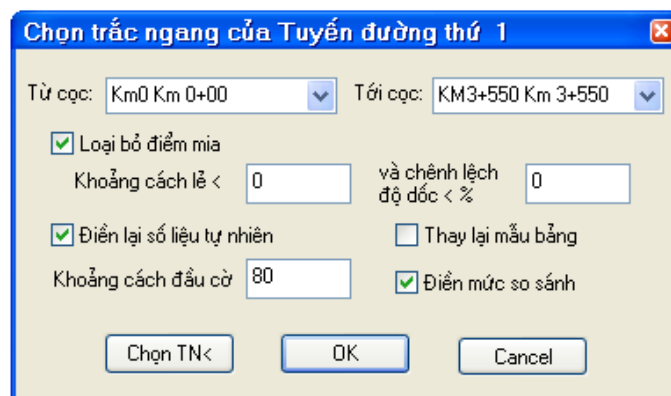 Chọn trắc ngang của Tuyến đường thứ 1
Từ cọc: Km0 Km 0+00 Tới cọc: KM3+550 Km 3+550
Loại bỏ điểm mia
Khoảng cách lẻ < 0 và chênh lệch độ dốc < % 0
Điền lại số liệu tự nhiên Thay lại mẫu bảng
Khoảng cách đầu cờ 80 Điền mức so sánh
Chọn TN< OK Cancel